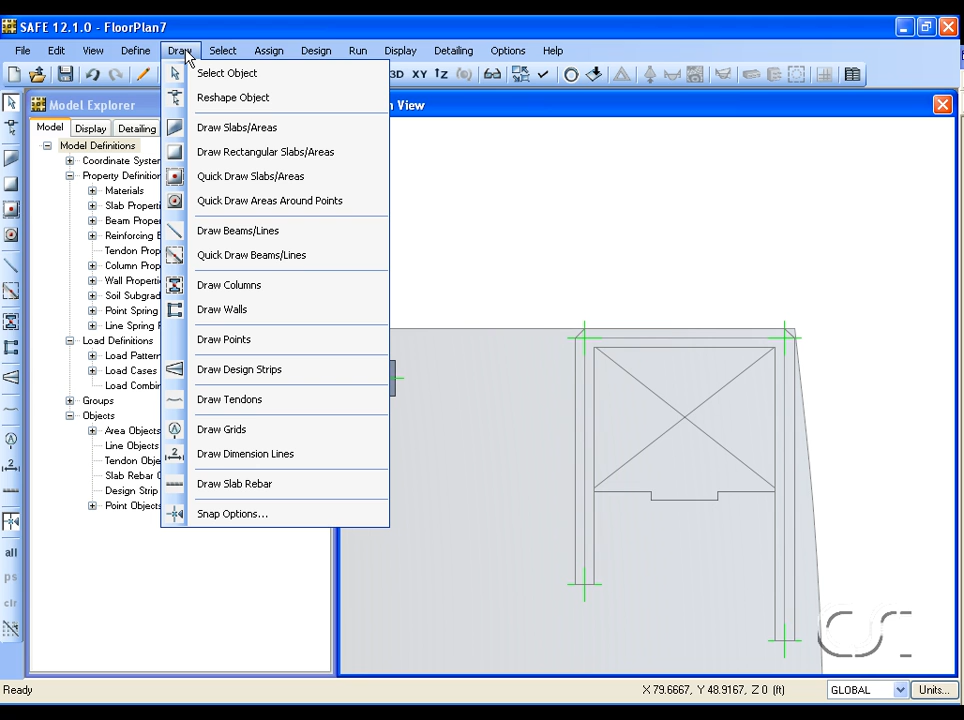 SAFE 12.1.0 - FloorPlan7
File Edit View Define Draw Select Assign Design Run Display Detailing Options Help
3D XY
Model Explorer
n View
Model Display Detailing
Model Definitions
Coordinate System
Property Definition
Materials
Slab Properti
Beam Propert
Reinforcing B
Tendon Prop
Column Prop
Wall Properti
Soil Subgrad
Point Spring
Line Spring P
Load Definitions
Load Pattern
Load Cases
Load Combin
Groups
Objects
Area Objects
Line Objects
Tendon Obje
Slab Rebar O
Design Strip
Point Objects
Select Object
Reshape Object
Draw Slabs/Areas
Draw Rectangular Slabs/Areas
Quick Draw Slabs/Areas
Quick Draw Areas Around Points
Draw Beams/Lines
Quick Draw Beams/Lines
Draw Columns
Draw Walls
Draw Points
Draw Design Strips
Draw Tendons
Draw Grids
Draw Dimension Lines
Draw Slab Rebar
Snap Options...
all
ps
clr
CSI
Ready
X 79.6667, Y 48.9167, Z 0 (ft)
GLOBAL
Units...